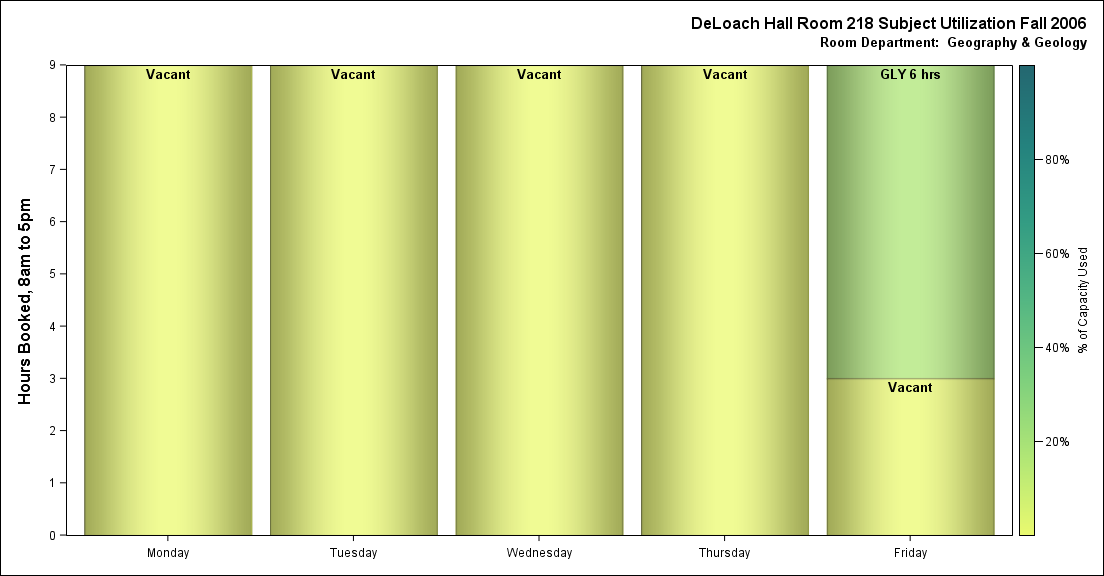 DeLoach Hall Room 218 Subject Utilization Fall 2006
Room Department:  Geography & Geology
Hours Booked, 8am to 5pm
9
8
7
6
5
4
3
2
1
0
Vacant
Vacant
Vacant
Vacant
GLY 6 hrs
Vacant
Monday
Tuesday
Wednesday
Thursday
Friday
80%
60%
40%
20%
% of Capacity Used